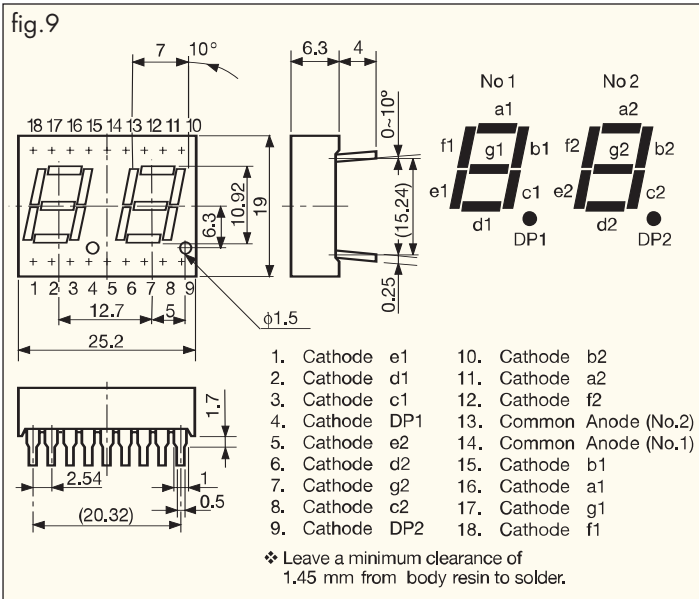 fig.9
7 10°
18 17 16 15 14 13 12 11 10
6.3
10.92
19
1 2 3 4 5 6 7 8 9
12.7 5
φ1.5
25.2
6.3 4
0~10°
(15.24)
0.25
No 1
a1
f1 g1 b1
e1 c1
d1
DP1
No 2
a2
f2 g2 b2
e2 c2
d2
DP2
1.7
2.54 1
0.5
(20.32)
1. Cathode e1
2. Cathode d1
3. Cathode c1
4. Cathode DP1
5. Cathode e2
6. Cathode d2
7. Cathode g2
8. Cathode c2
9. Cathode DP2
10. Cathode b2
11. Cathode a2
12. Cathode f2
13. Common Anode (No.2)
14. Common Anode (No.1)
15. Cathode b1
16. Cathode a1
17. Cathode g1
18. Cathode f1
❖ Leave a minimum clearance of
1.45 mm from body resin to solder.